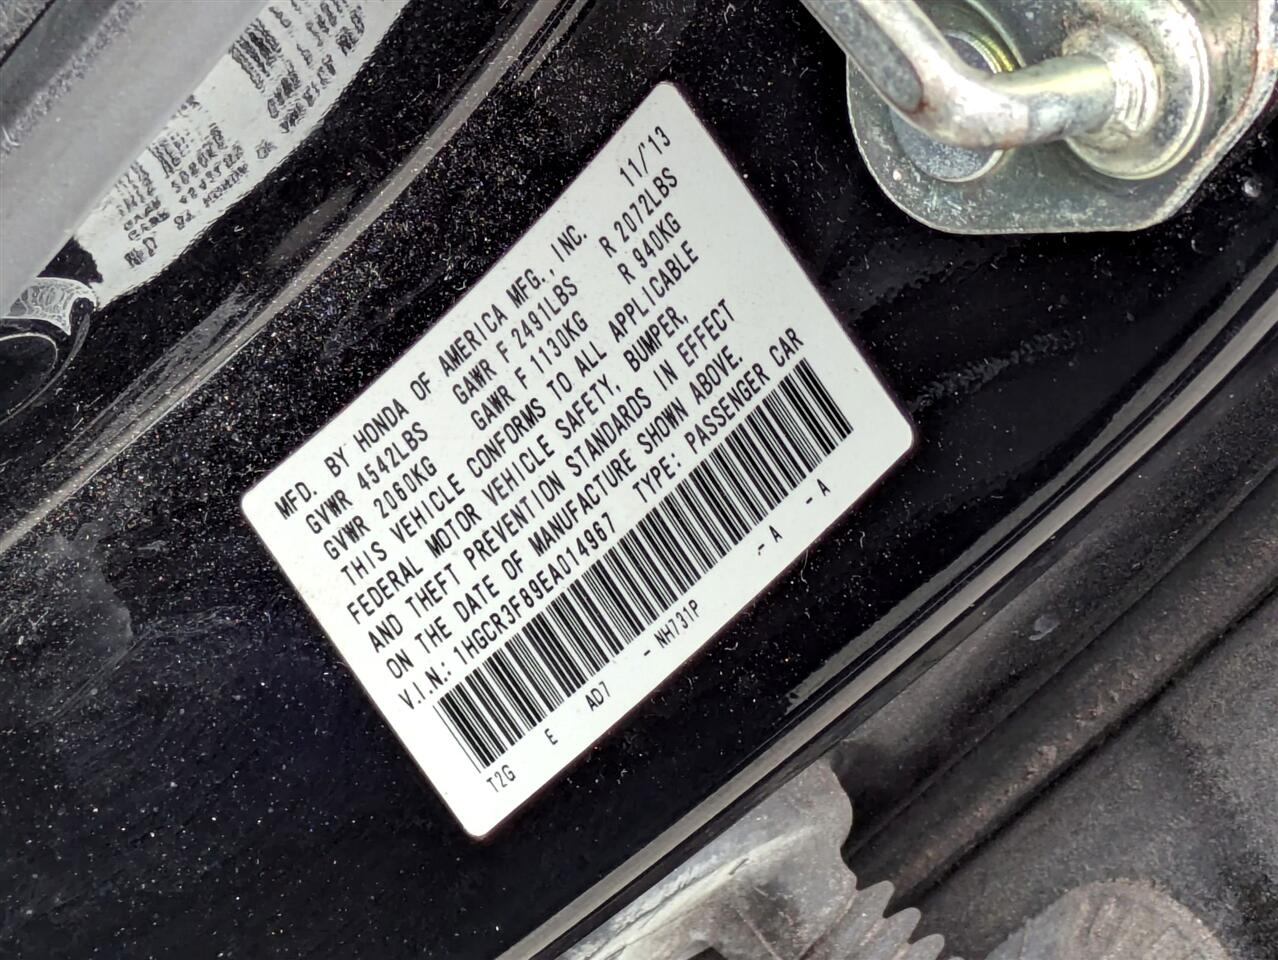 MFD. BY HONDA OF AMERICA MFG., INC. 11/'13
GVWR 4542LBS GAWR F 2491LBS R 2072LBS
GVWR 2060KG GAWR F 1130KG R 940KG
THIS VEHICLE CONFORMS TO ALL APPLICABLE
FEDERAL MOTOR VEHICLE SAFETY, BUMPER,
AND THEFT PREVENTION STANDARDS IN EFFECT
ON THE DATE OF MANUFACTURE SHOWN ABOVE.
V.I.N.: 1HGCR3F89EA014967 TYPE: PASSENGER CAR
T2G E AD7 - NH731P - A - A